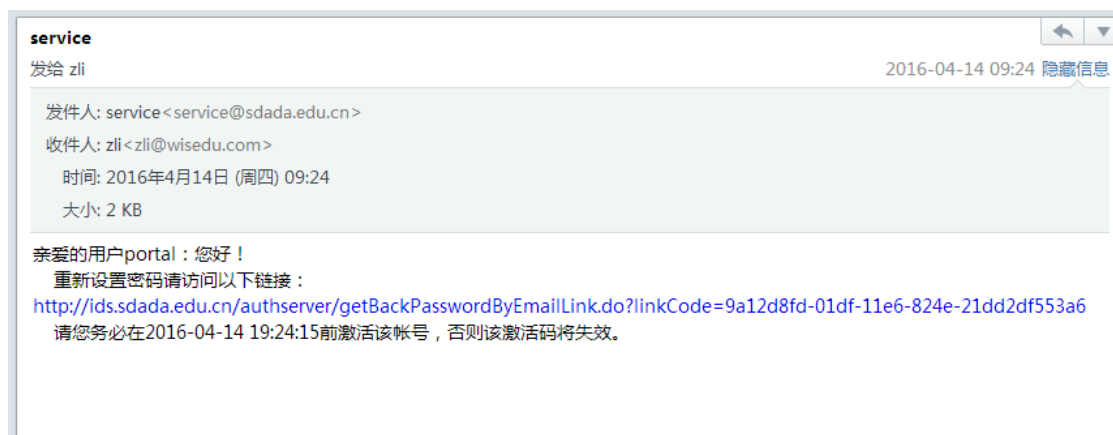 service
发给 zli
2016-04-14 09:24 隐藏信息
发件人: service<service@sdada.edu.cn>
收件人: zli<zli@wisedu.com>
时间: 2016年4月14日 (周四) 09:24
大小: 2 KB
亲爱的用户portal：您好！
重新设置密码请访问以下链接：
http://ids.sdada.edu.cn/authserver/getBackPasswordByEmailLink.do?linkCode=9a12d8fd-01df-11e6-824e-21dd2df553a6
请您务必在2016-04-14 19:24:15前激活该帐号，否则该激活码将失效。